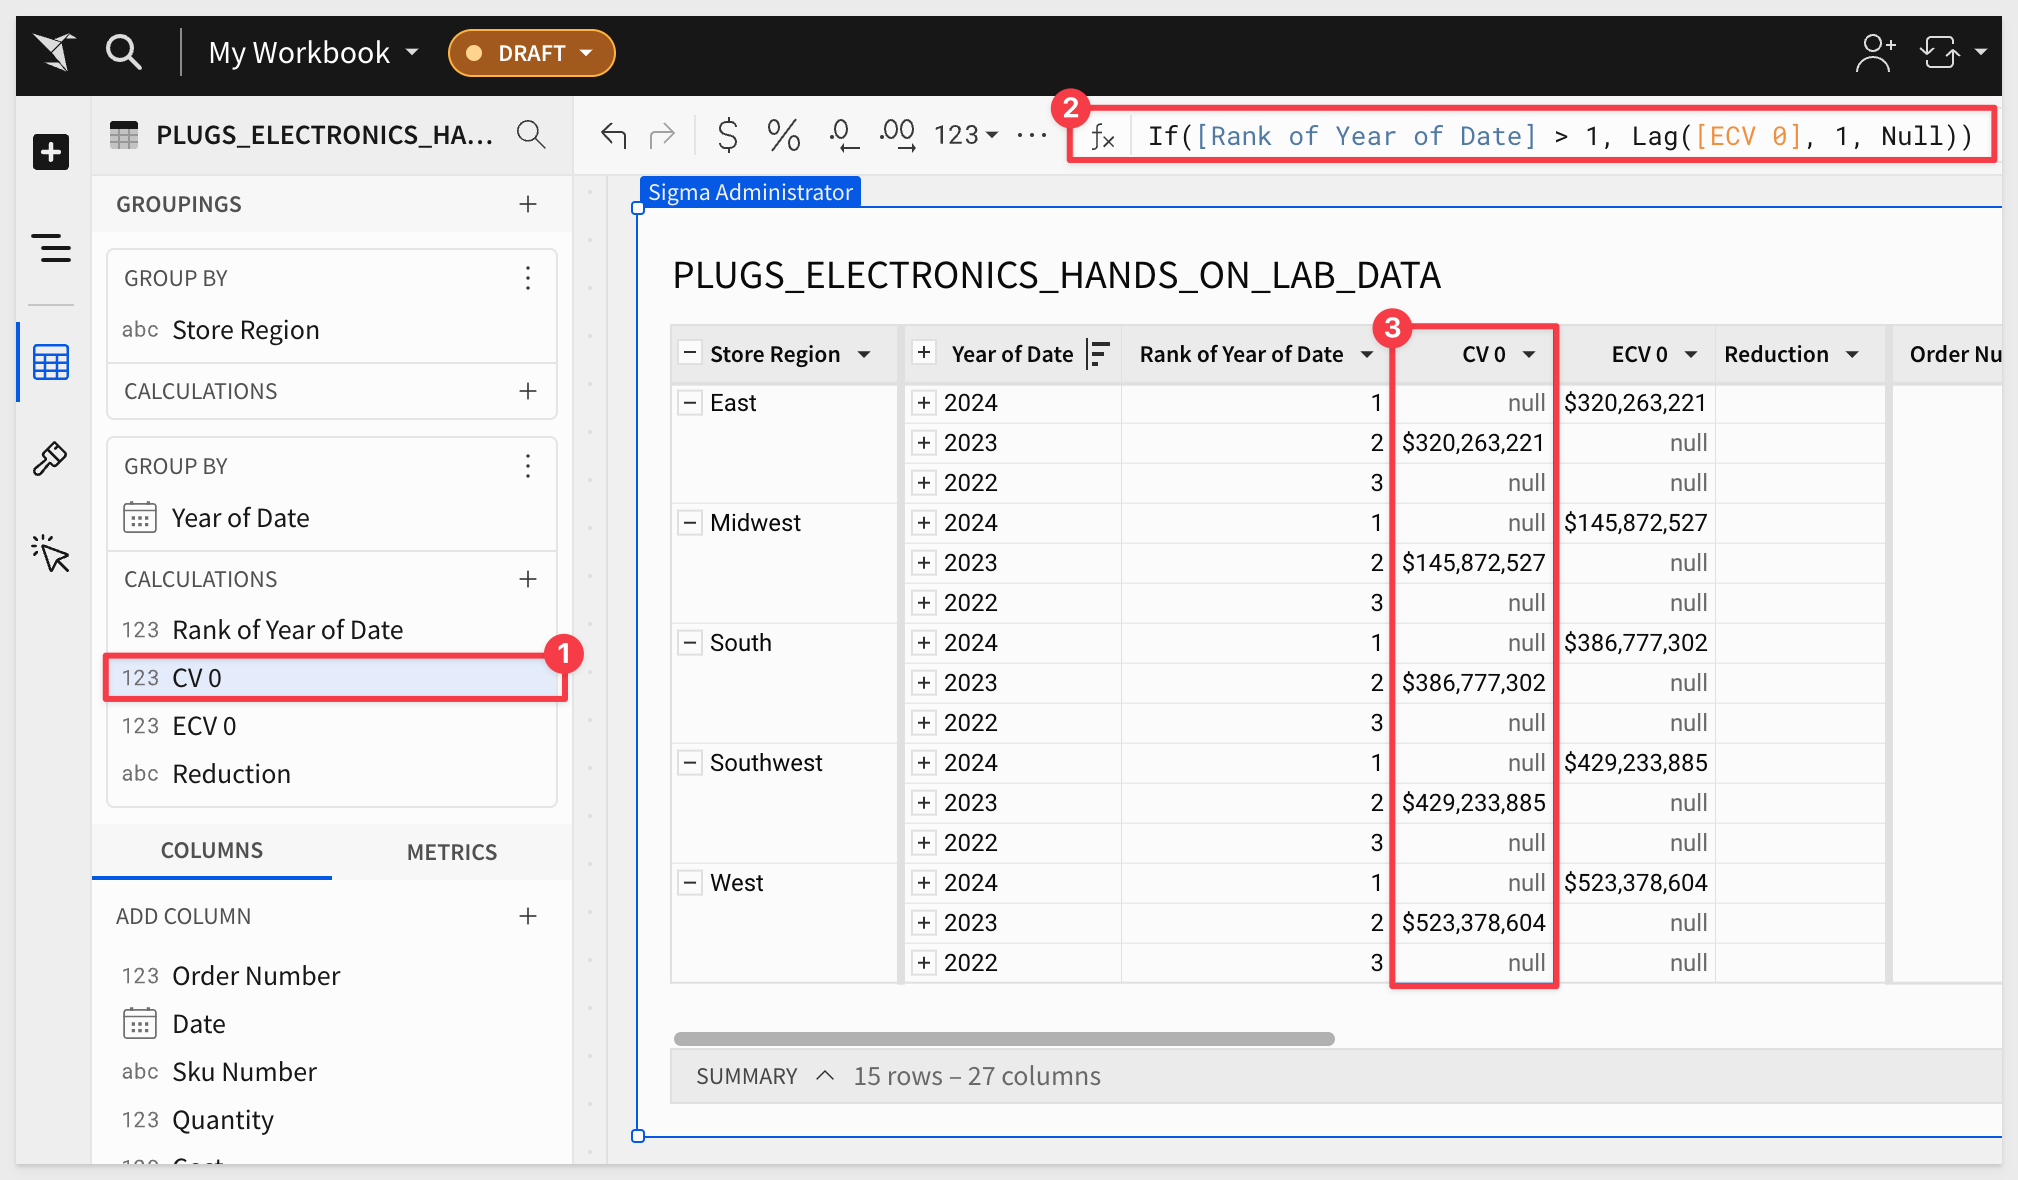 My Workbook
DRAFT
PLUGS_ELECTRONICS_HA...
$ % .0 .00 123 ...
2
fx If([Rank of Year of Date] > 1, Lag([ECV 0], 1, Null))
GROUPINGS
GROUP BY
abc Store Region
CALCULATIONS
GROUP BY
Year of Date
CALCULATIONS
123 Rank of Year of Date
1
123 CV 0
123 ECV 0
abc Reduction
COLUMNS METRICS
ADD COLUMN
123 Order Number
Date
abc Sku Number
123 Quantity
Sigma Administrator
PLUGS_ELECTRONICS_HANDS_ON_LAB_DATA
3
Store Region Year of Date Rank of Year of Date CV 0 ECV 0 Reduction Order Nu
East 2024 1 null $320,263,221
2023 2 $320,263,221 null
2022 3 null null
Midwest 2024 1 null $145,872,527
2023 2 $145,872,527 null
2022 3 null null
South 2024 1 null $386,777,302
2023 2 $386,777,302 null
2022 3 null null
Southwest 2024 1 null $429,233,885
2023 2 $429,233,885 null
2022 3 null null
West 2024 1 null $523,378,604
2023 2 $523,378,604 null
2022 3 null null
SUMMARY 15 rows – 27 columns